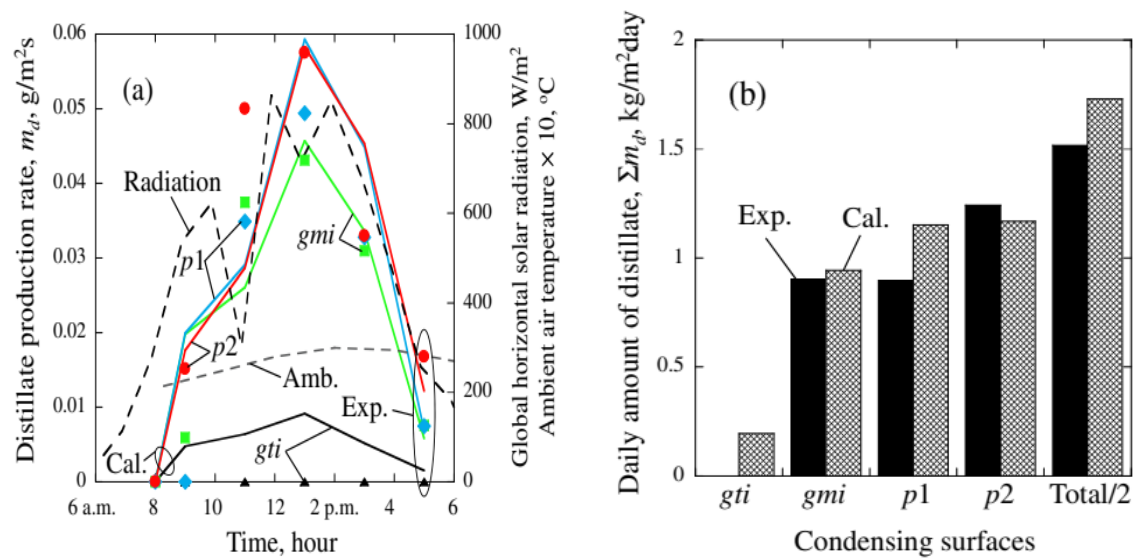 Distillate production rate, m_d, g/m²s
0.06
0.05
0.04
0.03
0.02
0.01
0
(a)
Radiation
p1
p2
gmi
Amb.
Exp.
Cal.
gti
6 a.m.
8
10
12
2 p.m.
4
6
Time, hour
1000
800
600
400
200
0
Global horizontal solar radiation, W/m²
Ambient air temperature × 10, °C
Daily amount of distillate, Σm_d, kg/m²day
2
1.5
1
0.5
0
(b)
Exp.
Cal.
gti
gmi
p1
p2
Total/2
Condensing surfaces